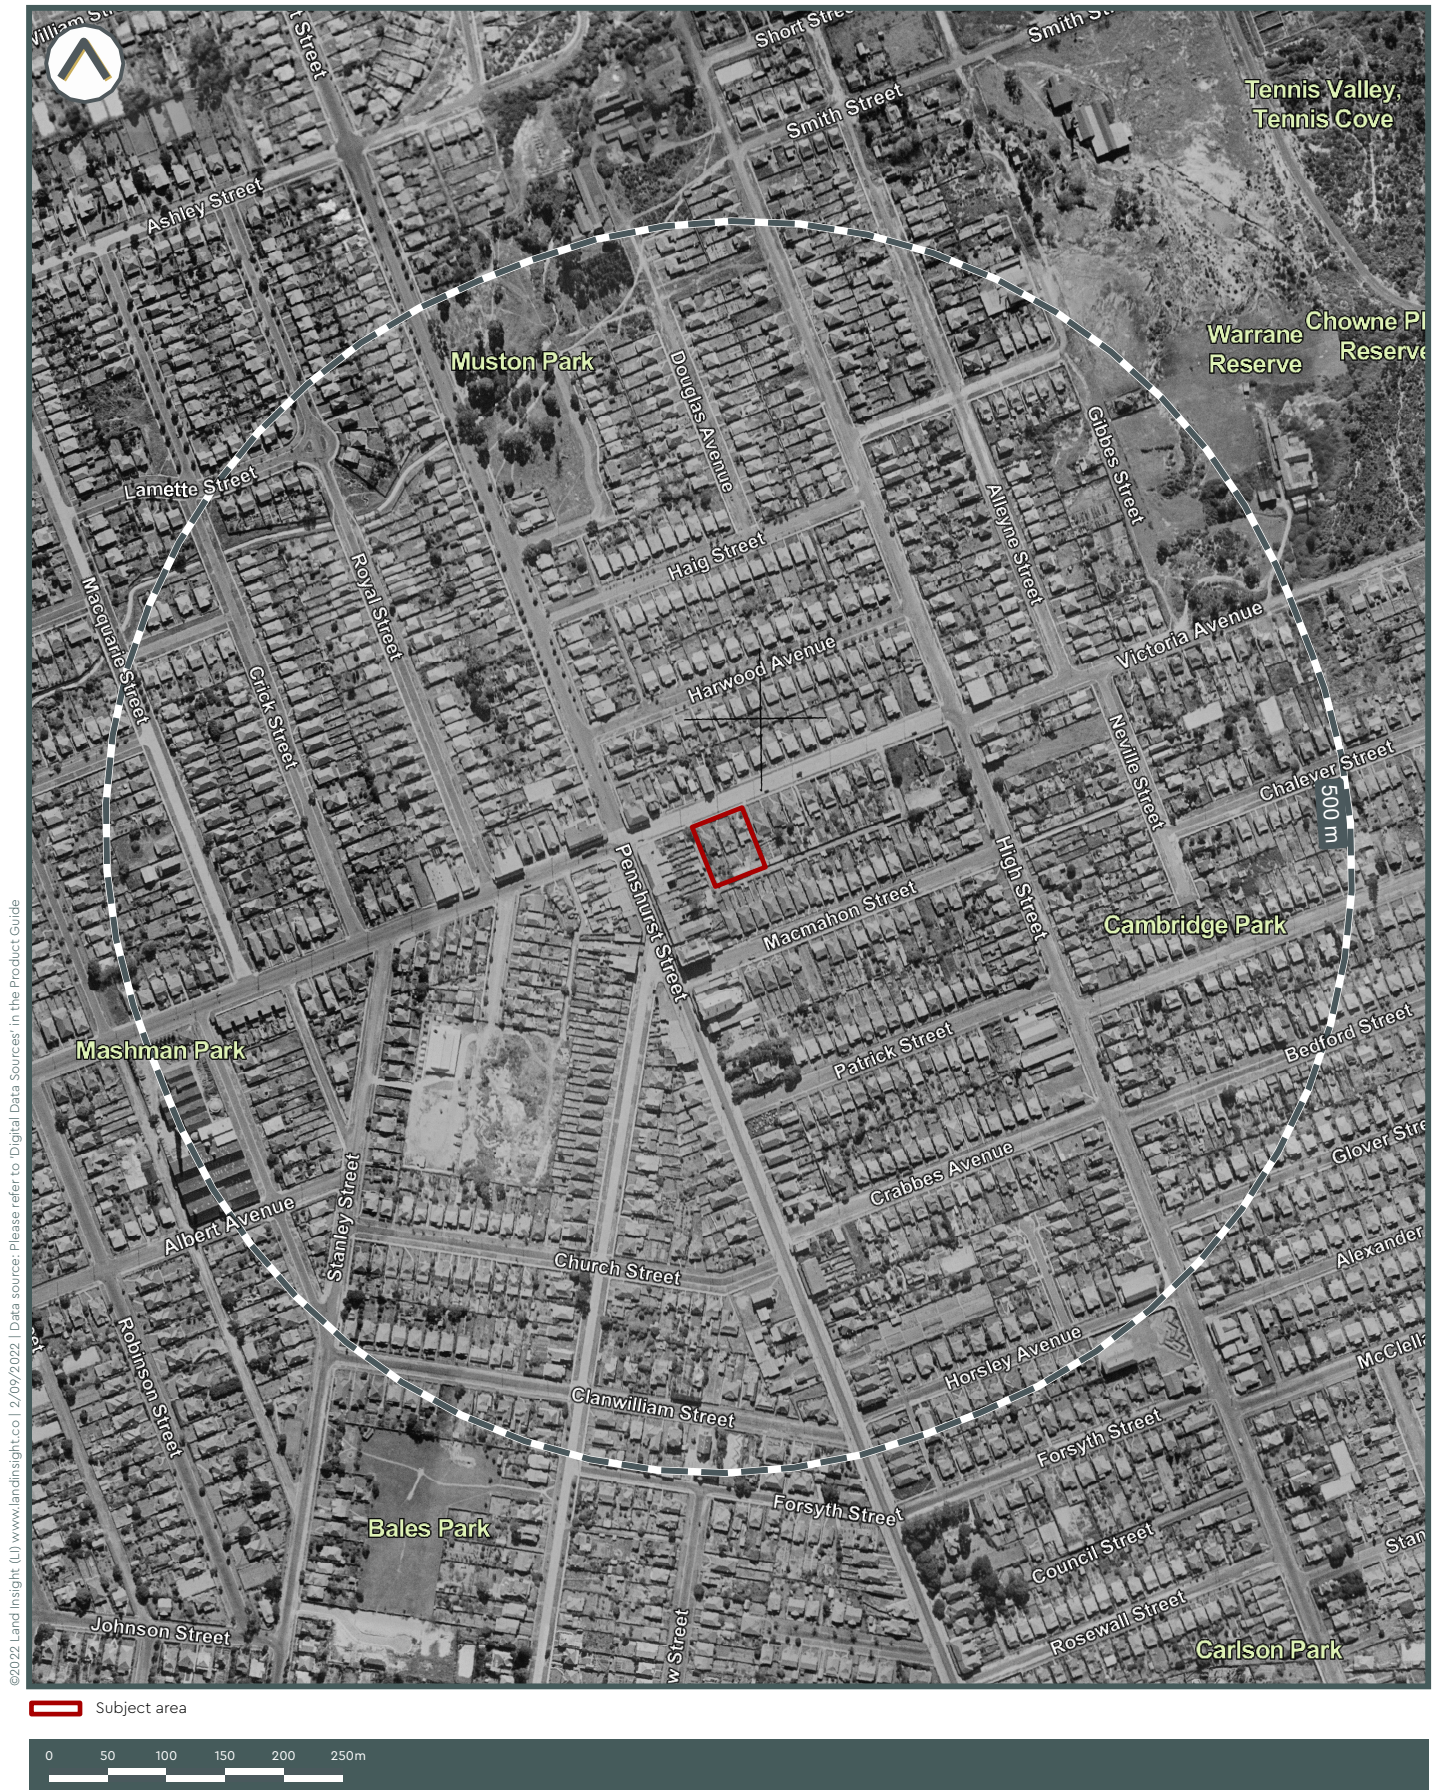 Short Stre
Smith St
Tennis Valley,
Tennis Cove
Smith Street
Ashley Street
Warrane
Reserve
Chowne Pl
Reserve
Muston Park
Douglas Avenue
Gibbes Street
Lamette Street
Alleyne Street
Haig Street
Royal Street
Macquarie Street
Victoria Avenue
Harwood Avenue
Crick Street
Neville Street
Chalever Street
500 m
Penshurst Street
High Street
Macmahon Street
Cambridge Park
Mashman Park
Patrick Street
Bedford Street
Glover Stre
Crabbes Avenue
Stanley Street
Albert Avenue
Church Street
Alexander
Robinson Street
Horsley Avenue
McClella
Clanwilliam Street
Forsyth Street
Forsyth Street
Bales Park
Council Street
Stan
Johnson Street
w Street
Rosewall Street
Carlson Park
©2022 Land Insight (LI) www.landinsight.co | 2/09/2022 | Data source: Please refer to 'Digital Data Sources' in the Product Guide
Subject area
0 50 100 150 200 250m